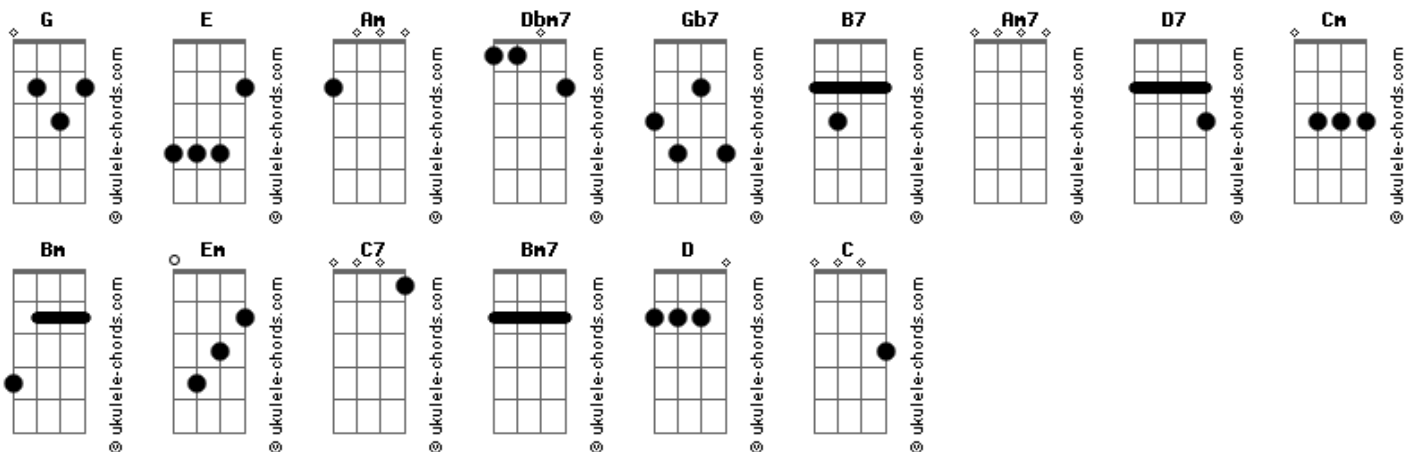 G E Am Dbm7 Gb7 B7 Am7 D7 Cm
© ukulele-chords.com © ukulele-chords.com © ukulele-chords.com © ukulele-chords.com © ukulele-chords.com © ukulele-chords.com © ukulele-chords.com © ukulele-chords.com © ukulele-chords.com
Bm Em C7 Bm7 D C
© ukulele-chords.com © ukulele-chords.com © ukulele-chords.com © ukulele-chords.com © ukulele-chords.com © ukulele-chords.com